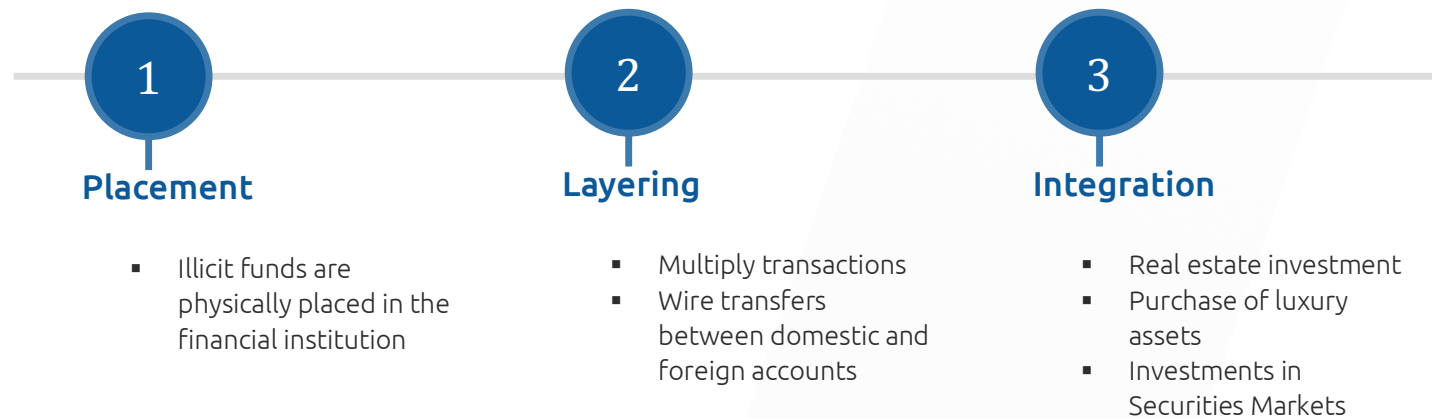 1
Placement
▪ Illicit funds are
physically placed in the
financial institution
2
Layering
▪ Multiply transactions
▪ Wire transfers
between domestic and
foreign accounts
3
Integration
▪ Real estate investment
▪ Purchase of luxury
assets
▪ Investments in
Securities Markets